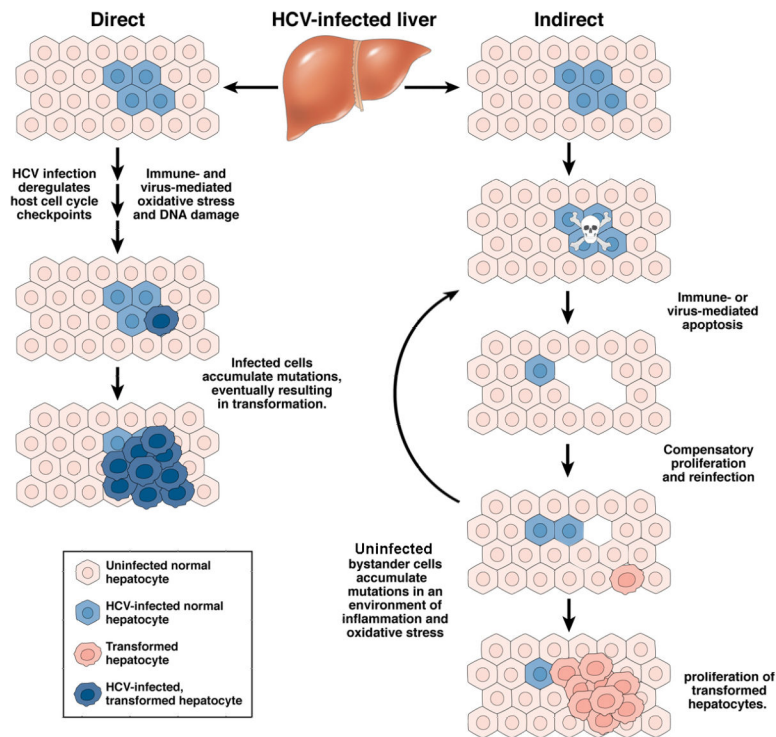 Direct
HCV-infected liver
Indirect
HCV infection
deregulates
host cell cycle
checkpoints
Immune- and
virus-mediated
oxidative stress
and DNA damage
Infected cells
accumulate mutations,
eventually resulting
in transformation.
Immune- or
virus-mediated
apoptosis
Compensatory
proliferation
and reinfection
Uninfected
bystander cells
accumulate
mutations in an
environment of
inflammation and
oxidative stress
proliferation of
transformed
hepatocytes.
Uninfected normal
hepatocyte
HCV-infected normal
hepatocyte
Transformed
hepatocyte
HCV-infected,
transformed hepatocyte